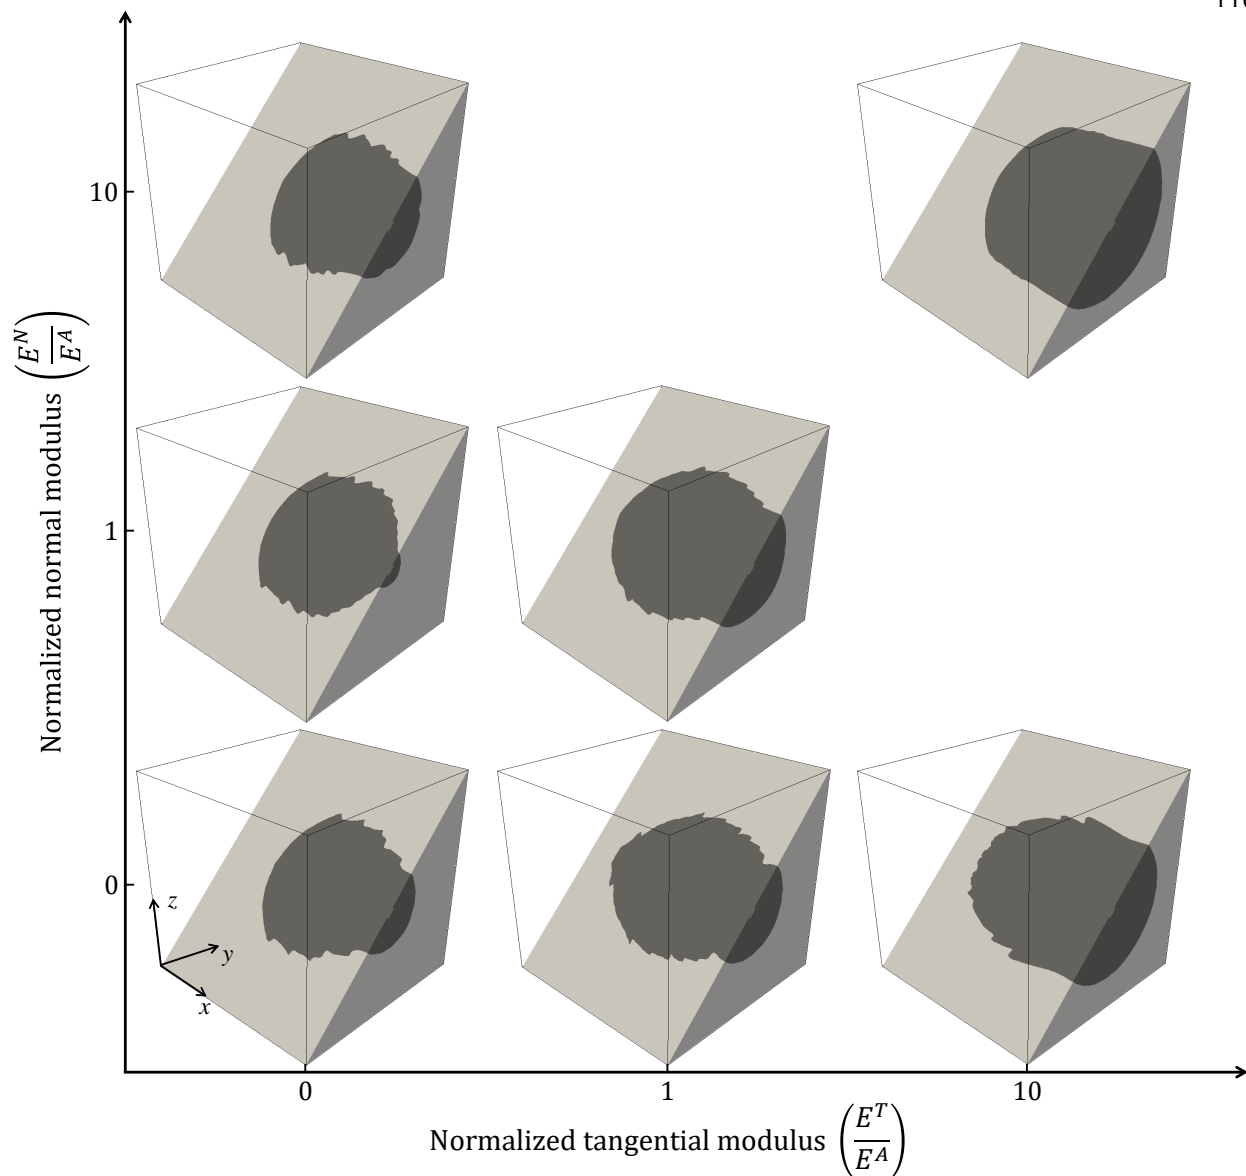 10
Normalized normal modulus (E^N/E^A)
1
0
z
y
x
0 1 10
Normalized tangential modulus (E^T/E^A)